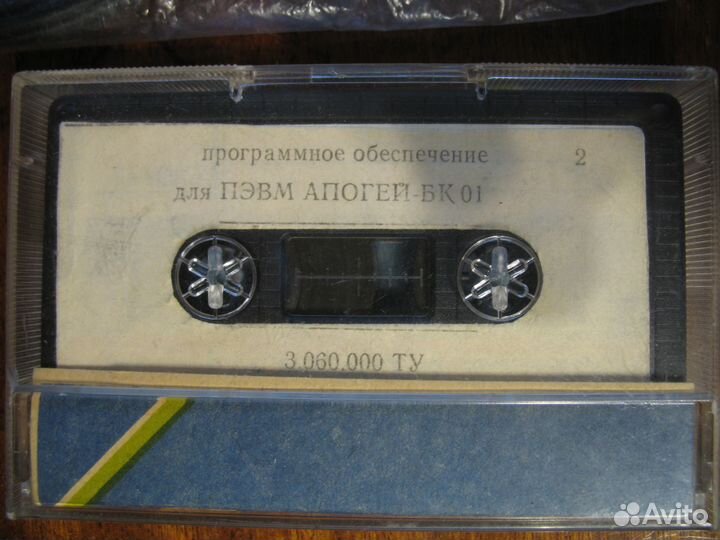 программное обеспечение 2
для ПЭВМ АПОГЕЙ-БК 01
3.060.000 ТУ
Avito